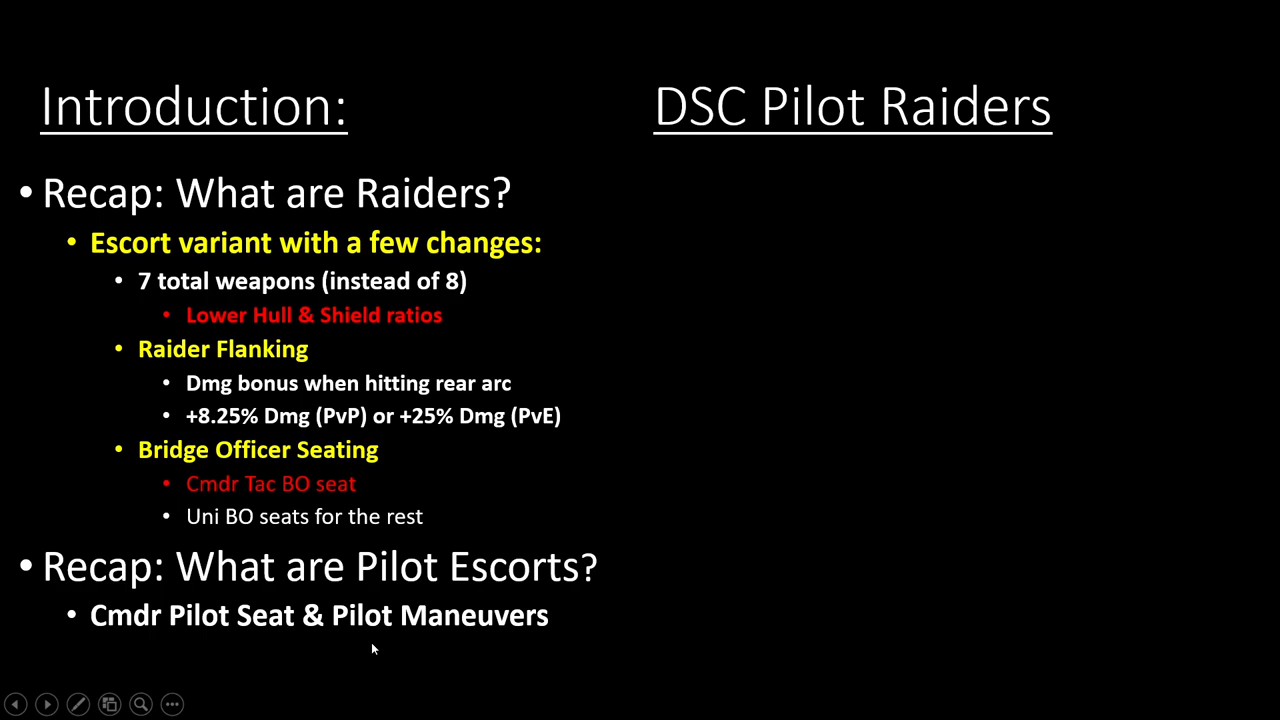 Introduction:
• Recap: What are Raiders?
• Escort variant with a few changes:
• 7 total weapons (instead of 8)
• Lower Hull & Shield ratios
• Raider Flanking
• Dmg bonus when hitting rear arc
• +8.25% Dmg (PvP) or +25% Dmg (PvE)
• Bridge Officer Seating
• Cmdr Tac BO seat
• Uni BO seats for the rest
• Recap: What are Pilot Escorts?
• Cmdr Pilot Seat & Pilot Maneuvers
DSC Pilot Raiders